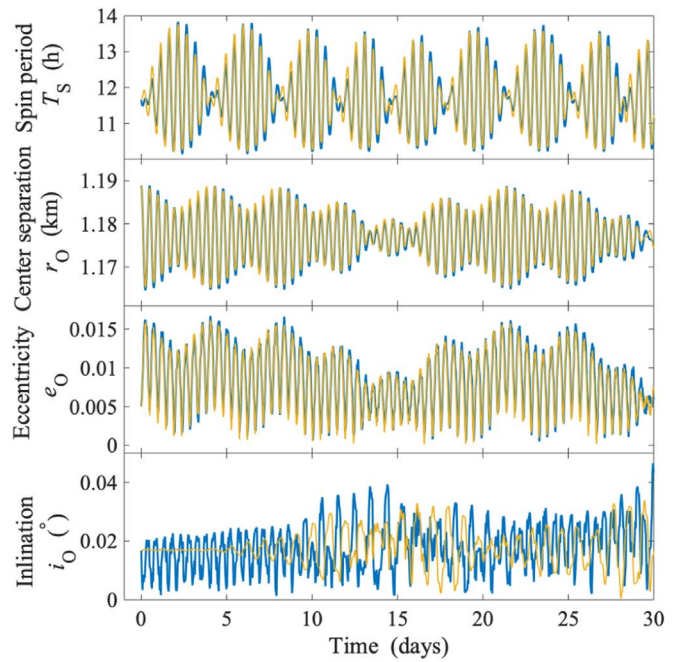 Spin period
T_S (h)
14
13
12
11
Center separation
r_O (km)
1.19
1.18
1.17
Eccentricity
e_O
0.015
0.01
0.005
0
Inlination
i_O (°)
0.04
0.02
0
0 5 10 15 20 25 30
Time (days)